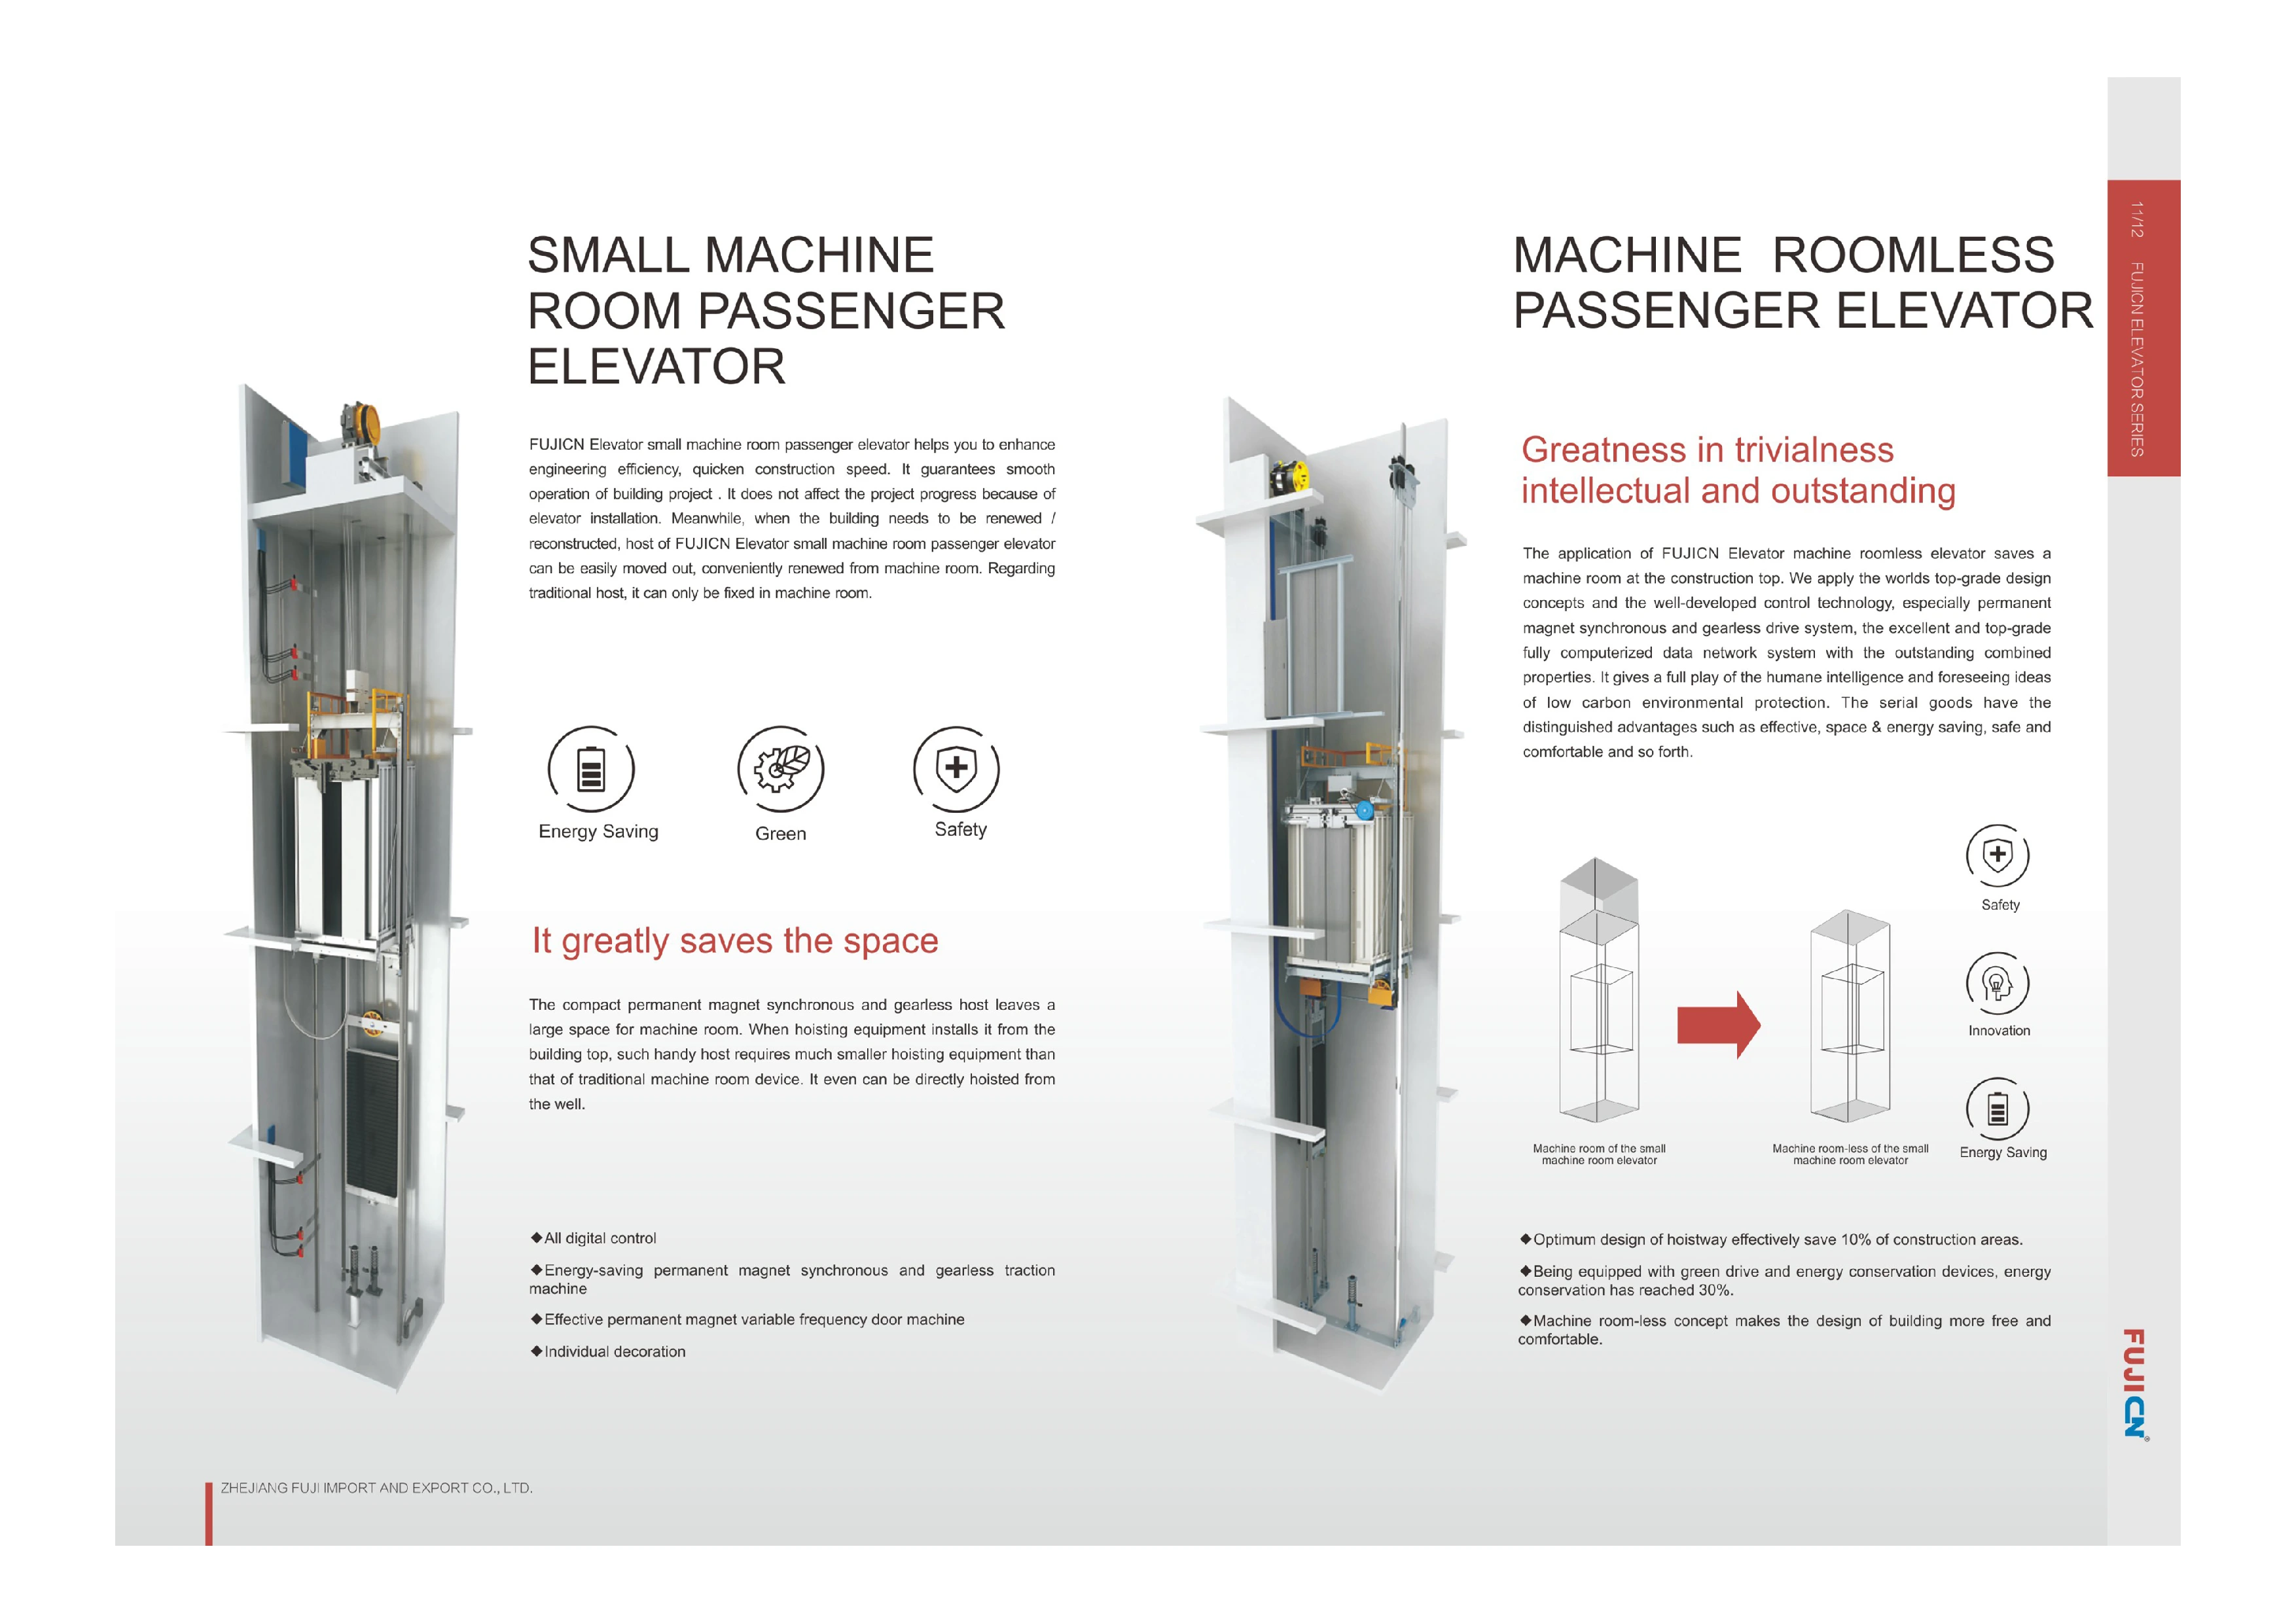 SMALL MACHINE
ROOM PASSENGER
ELEVATOR
FUJICN Elevator small machine room passenger elevator helps you to enhance
engineering efficiency, quicken construction speed. It guarantees smooth
operation of building project . It does not affect the project progress because of
elevator installation. Meanwhile, when the building needs to be renewed /
reconstructed, host of FUJICN Elevator small machine room passenger elevator
can be easily moved out, conveniently renewed from machine room. Regarding
traditional host, it can only be fixed in machine room.
Energy Saving
Green
Safety
It greatly saves the space
The compact permanent magnet synchronous and gearless host leaves a
large space for machine room. When hoisting equipment installs it from the
building top, such handy host requires much smaller hoisting equipment than
that of traditional machine room device. It even can be directly hoisted from
the well.
◆All digital control
◆Energy-saving permanent magnet synchronous and gearless traction
machine
◆Effective permanent magnet variable frequency door machine
◆Individual decoration
ZHEJIANG FUJI IMPORT AND EXPORT CO., LTD.
MACHINE ROOMLESS
PASSENGER ELEVATOR
Greatness in trivialness
intellectual and outstanding
The application of FUJICN Elevator machine roomless elevator saves a
machine room at the construction top. We apply the worlds top-grade design
concepts and the well-developed control technology, especially permanent
magnet synchronous and gearless drive system, the excellent and top-grade
fully computerized data network system with the outstanding combined
properties. It gives a full play of the humane intelligence and foreseeing ideas
of low carbon environmental protection. The serial goods have the
distinguished advantages such as effective, space & energy saving, safe and
comfortable and so forth.
Safety
Innovation
Energy Saving
Machine room of the small
machine room elevator
Machine room-less of the small
machine room elevator
◆Optimum design of hoistway effectively save 10% of construction areas.
◆Being equipped with green drive and energy conservation devices, energy
conservation has reached 30%.
◆Machine room-less concept makes the design of building more free and
comfortable.
11/12 FUJICN ELEVATOR SERIES
FUJICN®